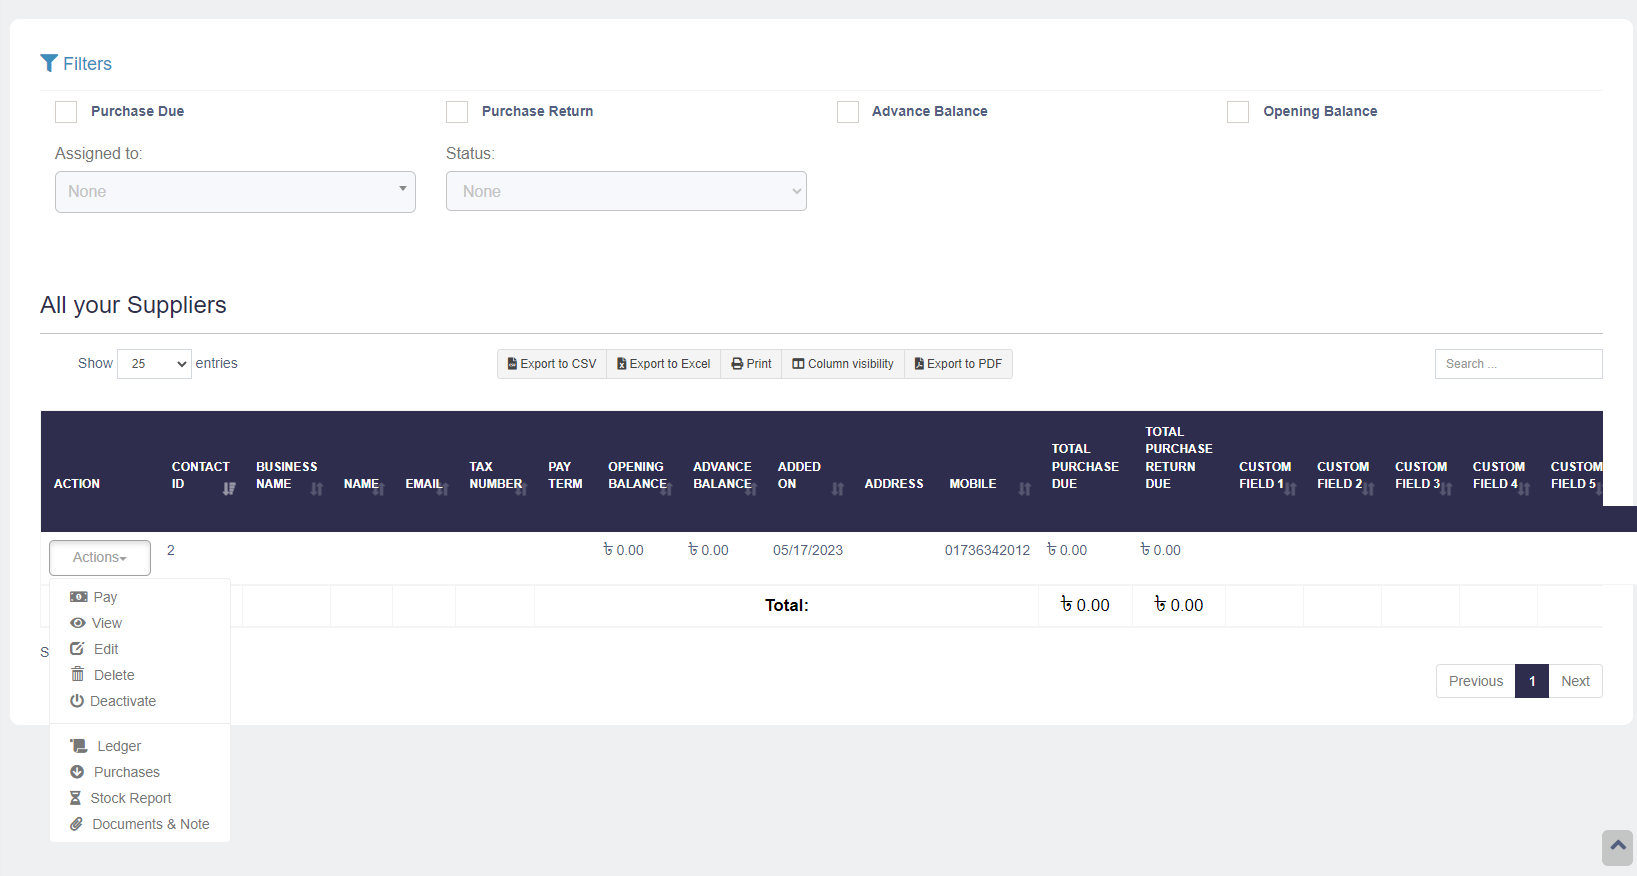 Filters
Purchase Due
Purchase Return
Advance Balance
Opening Balance
Assigned to:
Status:
None
None
All your Suppliers
Show 25 entries
Export to CSV
Export to Excel
Print
Column visibility
Export to PDF
Search ...
ACTION
CONTACT ID
BUSINESS NAME
NAME
EMAIL
TAX NUMBER
PAY TERM
OPENING BALANCE
ADVANCE BALANCE
ADDED ON
ADDRESS
MOBILE
TOTAL PURCHASE DUE
TOTAL PURCHASE RETURN DUE
CUSTOM FIELD 1
CUSTOM FIELD 2
CUSTOM FIELD 3
CUSTOM FIELD 4
CUSTOM FIELD 5
Actions
2
৳ 0.00
৳ 0.00
05/17/2023
01736342012
৳ 0.00
৳ 0.00
Total:
৳ 0.00
৳ 0.00
Pay
View
Edit
Delete
Deactivate
Ledger
Purchases
Stock Report
Documents & Note
S
Previous
1
Next